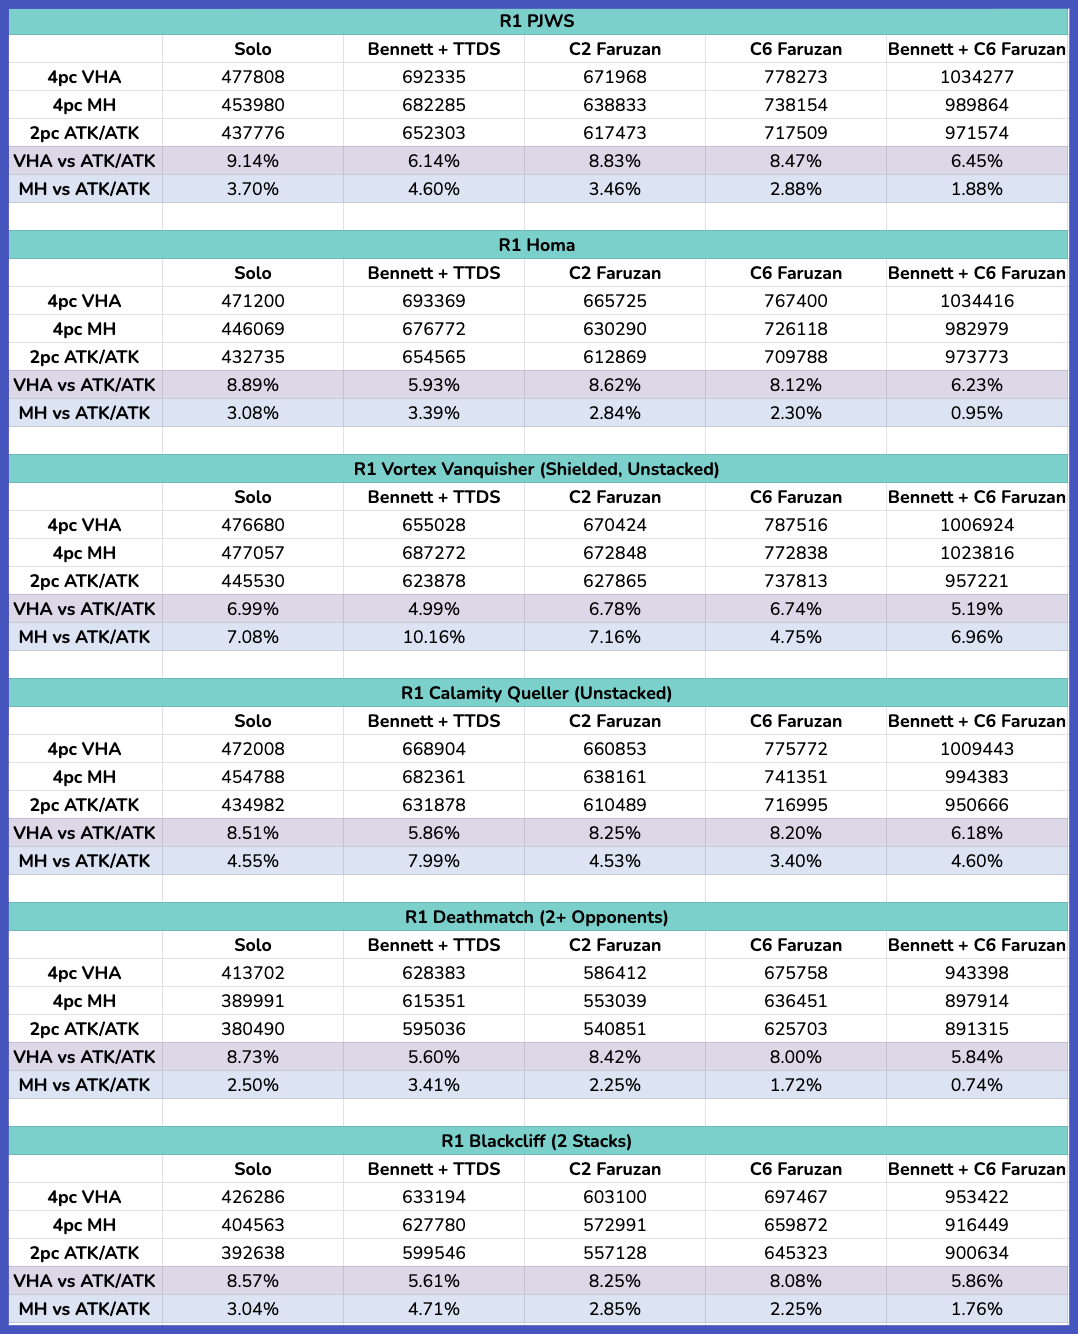 R1 PJWS
Solo Bennett + TTDS C2 Faruzan C6 Faruzan Bennett + C6 Faruzan
4pc VHA 477808 692335 671968 778273 1034277
4pc MH 453980 682285 638833 738154 989864
2pc ATK/ATK 437776 652303 617473 717509 971574
VHA vs ATK/ATK 9.14% 6.14% 8.83% 8.47% 6.45%
MH vs ATK/ATK 3.70% 4.60% 3.46% 2.88% 1.88%
R1 Homa
Solo Bennett + TTDS C2 Faruzan C6 Faruzan Bennett + C6 Faruzan
4pc VHA 471200 693369 665725 767400 1034416
4pc MH 446069 676772 630290 726118 982979
2pc ATK/ATK 432735 654565 612869 709788 973773
VHA vs ATK/ATK 8.89% 5.93% 8.62% 8.12% 6.23%
MH vs ATK/ATK 3.08% 3.39% 2.84% 2.30% 0.95%
R1 Vortex Vanquisher (Shielded, Unstacked)
Solo Bennett + TTDS C2 Faruzan C6 Faruzan Bennett + C6 Faruzan
4pc VHA 476680 655028 670424 787516 1006924
4pc MH 477057 687272 672848 772838 1023816
2pc ATK/ATK 445530 623878 627865 737813 957221
VHA vs ATK/ATK 6.99% 4.99% 6.78% 6.74% 5.19%
MH vs ATK/ATK 7.08% 10.16% 7.16% 4.75% 6.96%
R1 Calamity Queller (Unstacked)
Solo Bennett + TTDS C2 Faruzan C6 Faruzan Bennett + C6 Faruzan
4pc VHA 472008 668904 660853 775772 1009443
4pc MH 454788 682361 638161 741351 994383
2pc ATK/ATK 434982 631878 610489 716995 950666
VHA vs ATK/ATK 8.51% 5.86% 8.25% 8.20% 6.18%
MH vs ATK/ATK 4.55% 7.99% 4.53% 3.40% 4.60%
R1 Deathmatch (2+ Opponents)
Solo Bennett + TTDS C2 Faruzan C6 Faruzan Bennett + C6 Faruzan
4pc VHA 413702 628383 586412 675758 943398
4pc MH 389991 615351 553039 636451 897914
2pc ATK/ATK 380490 595036 540851 625703 891315
VHA vs ATK/ATK 8.73% 5.60% 8.42% 8.00% 5.84%
MH vs ATK/ATK 2.50% 3.41% 2.25% 1.72% 0.74%
R1 Blackcliff (2 Stacks)
Solo Bennett + TTDS C2 Faruzan C6 Faruzan Bennett + C6 Faruzan
4pc VHA 426286 633194 603100 697467 953422
4pc MH 404563 627780 572991 659872 916449
2pc ATK/ATK 392638 599546 557128 645323 900634
VHA vs ATK/ATK 8.57% 5.61% 8.25% 8.08% 5.86%
MH vs ATK/ATK 3.04% 4.71% 2.85% 2.25% 1.76%